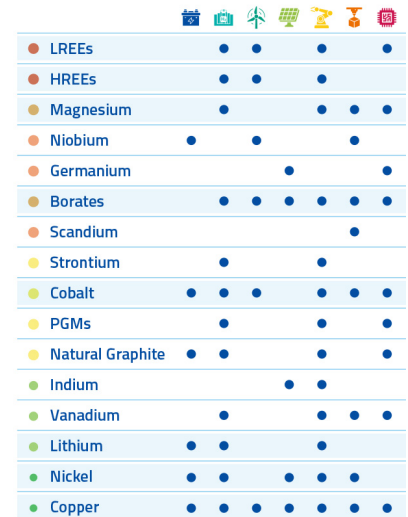 LREEs
HREEs
Magnesium
Niobium
Germanium
Borates
Scandium
Strontium
Cobalt
PGMs
Natural Graphite
Indium
Vanadium
Lithium
Nickel
Copper